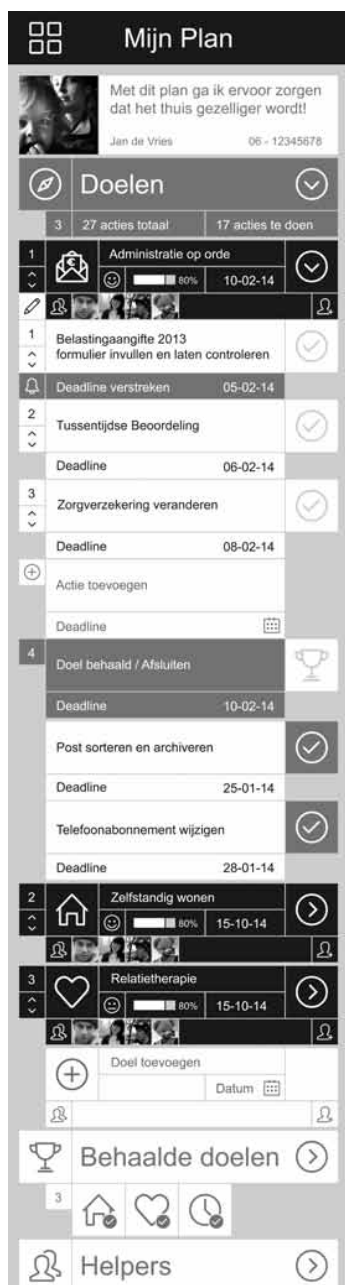 Mijn Plan
Met dit plan ga ik ervoor zorgen
dat het thuis gezelliger wordt!
Jan de Vries 06 - 12345678
Doelen
3 27 acties totaal 17 acties te doen
1 Administratie op orde
80% 10-02-14
1 Belastingaangifte 2013
formulier invullen en laten controleren
Deadline verstreken 05-02-14
2 Tussentijdse Beoordeling
Deadline 06-02-14
3 Zorgverzekering veranderen
Deadline 08-02-14
Actie toevoegen
Deadline
4 Doel behaald / Afsluiten
Deadline 10-02-14
Post sorteren en archiveren
Deadline 25-01-14
Telefoonabonnement wijzigen
Deadline 28-01-14
2 Zelfstandig wonen
80% 15-10-14
3 Relatietherapie
80% 15-10-14
Doel toevoegen
Datum
Behaalde doelen
3
Helpers